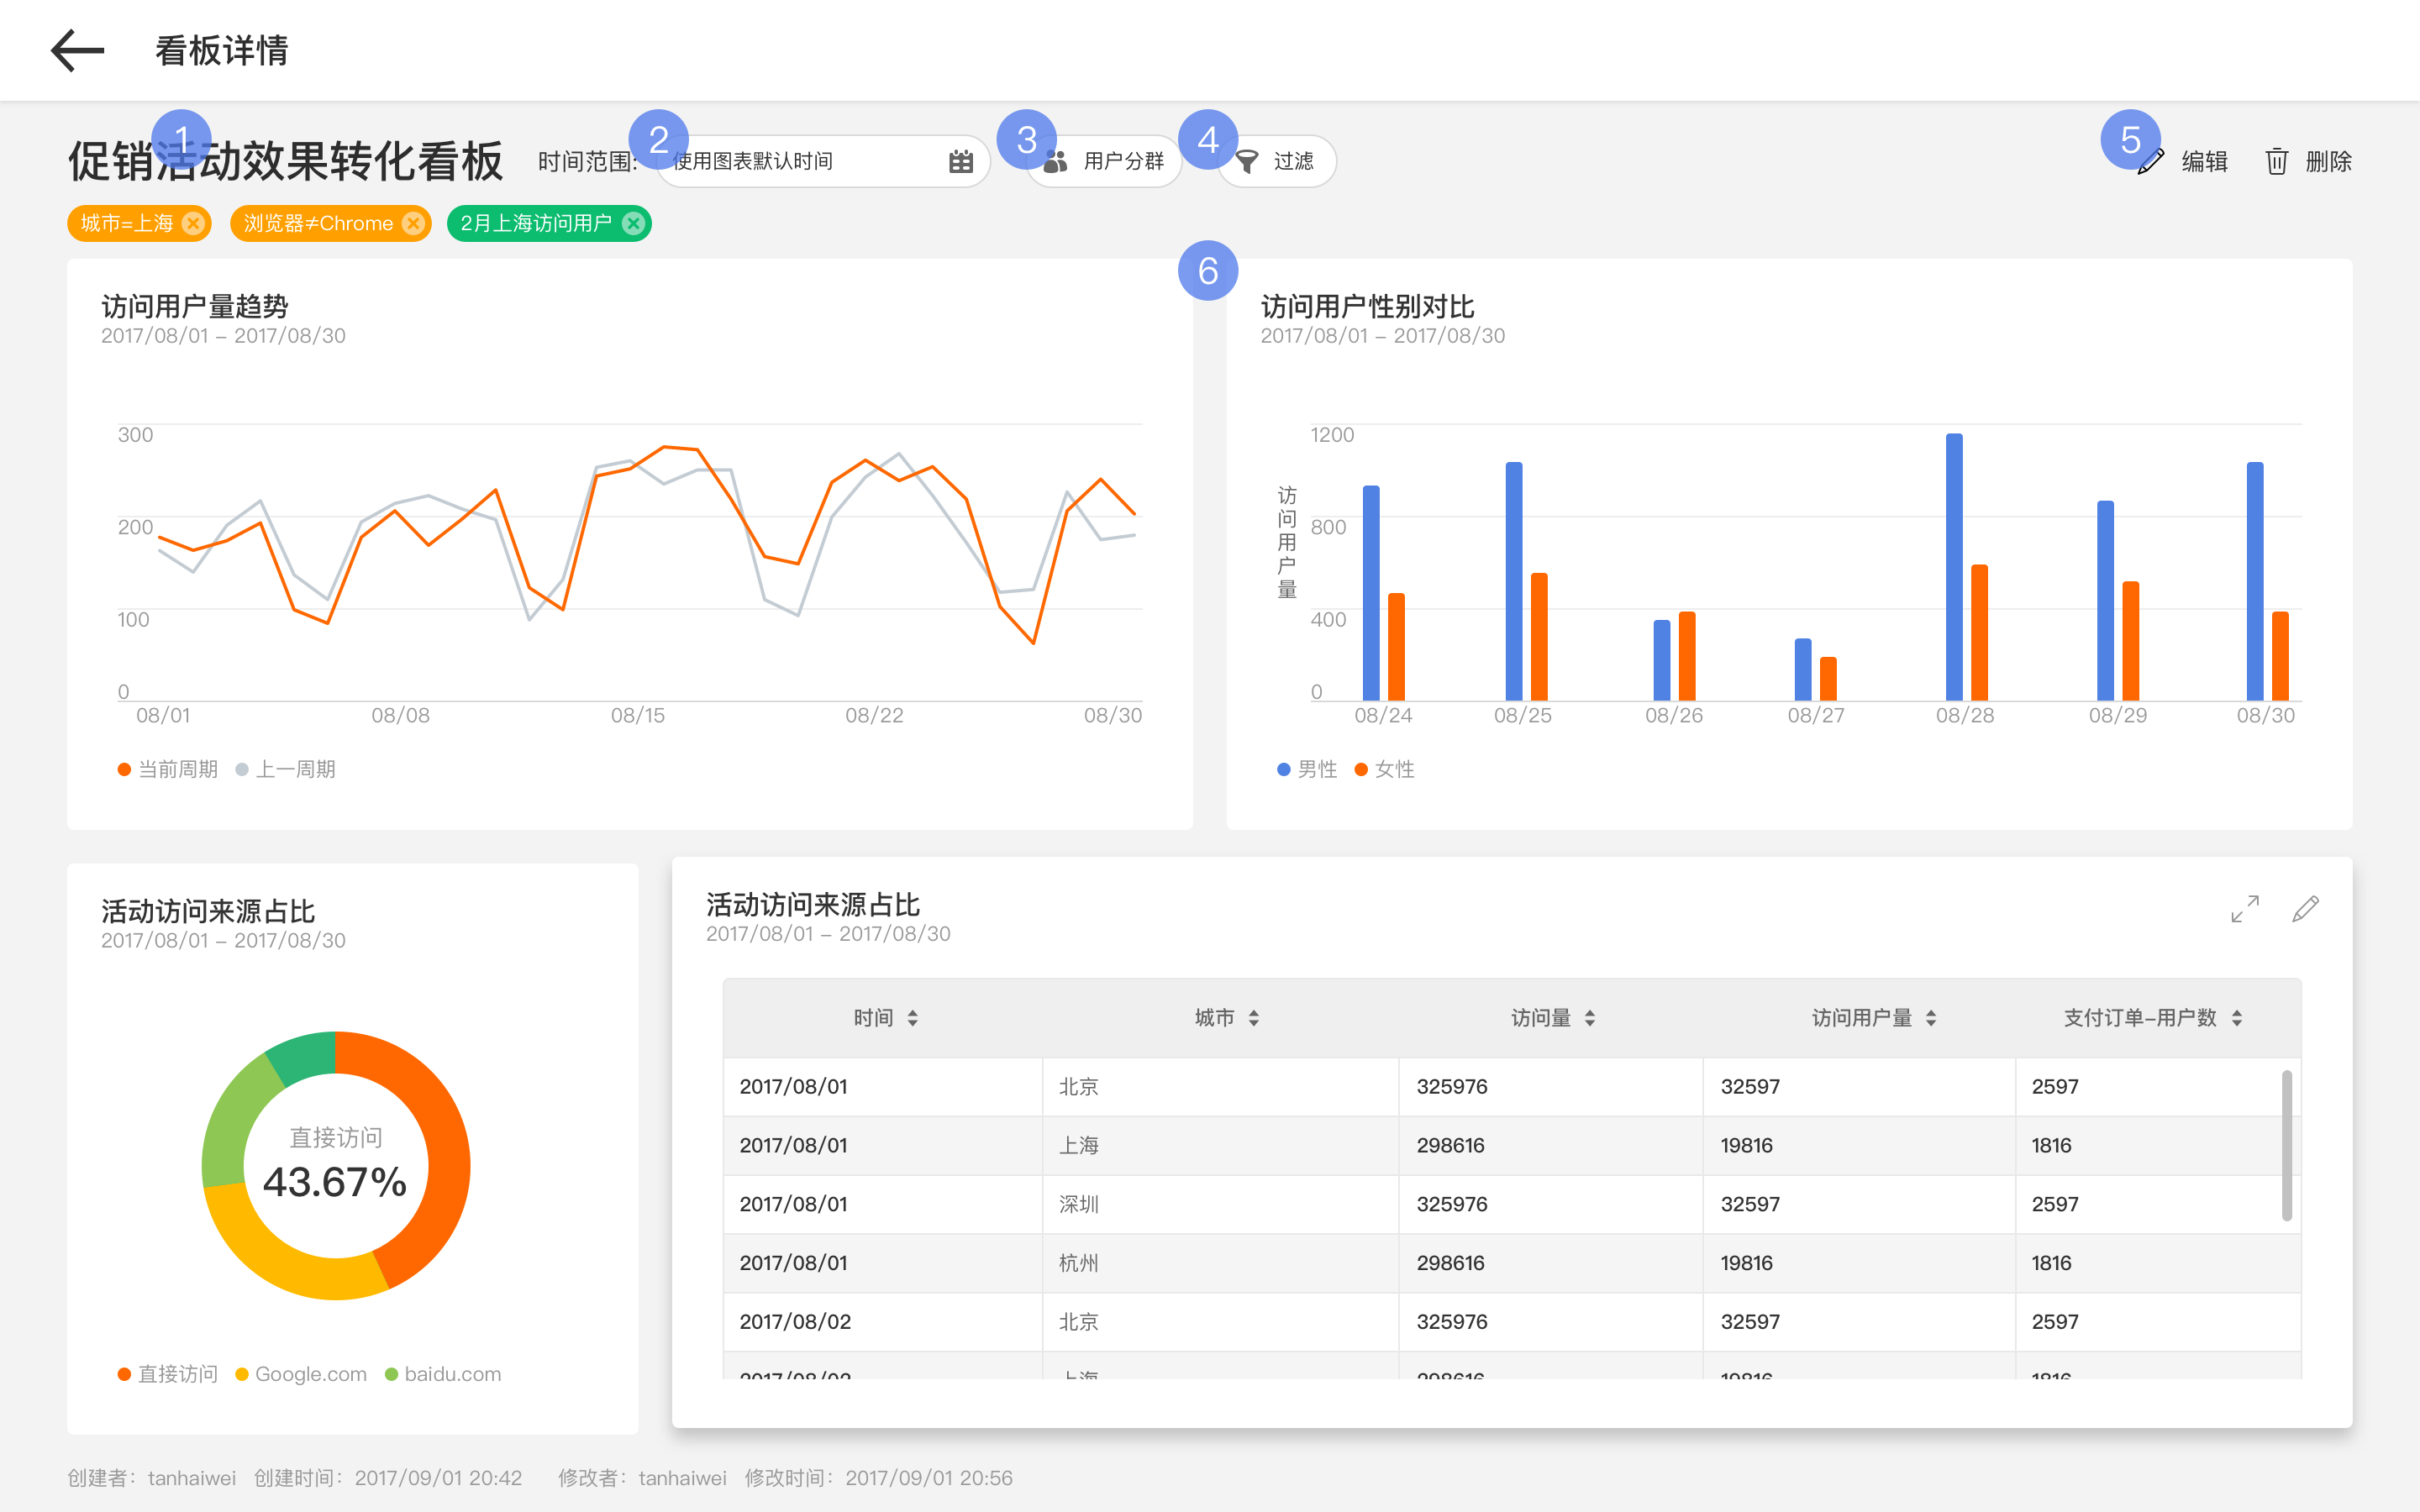 看板详情
1 2 3 4 5
促销活动效果转化看板 时间范围: 使用图表默认时间 用户分群 过滤 编辑 删除
城市=上海 浏览器≠Chrome 2月上海访问用户
6
访问用户量趋势
2017/08/01 – 2017/08/30
300
200
100
0
08/01 08/08 08/15 08/22 08/30
当前周期 上一周期
访问用户性别对比
2017/08/01 – 2017/08/30
访问用户量
1200
800
400
0
08/24 08/25 08/26 08/27 08/28 08/29 08/30
男性 女性
活动访问来源占比
2017/08/01 – 2017/08/30
直接访问
43.67%
直接访问 Google.com baidu.com
活动访问来源占比
2017/08/01 – 2017/08/30
时间 城市 访问量 访问用户量 支付订单–用户数
2017/08/01 北京 325976 32597 2597
2017/08/01 上海 298616 19816 1816
2017/08/01 深圳 325976 32597 2597
2017/08/01 杭州 298616 19816 1816
2017/08/02 北京 325976 32597 2597
2017/08/02 上海 298616 19816 1816
创建者：tanhaiwei 创建时间：2017/09/01 20:42 修改者：tanhaiwei 修改时间：2017/09/01 20:56